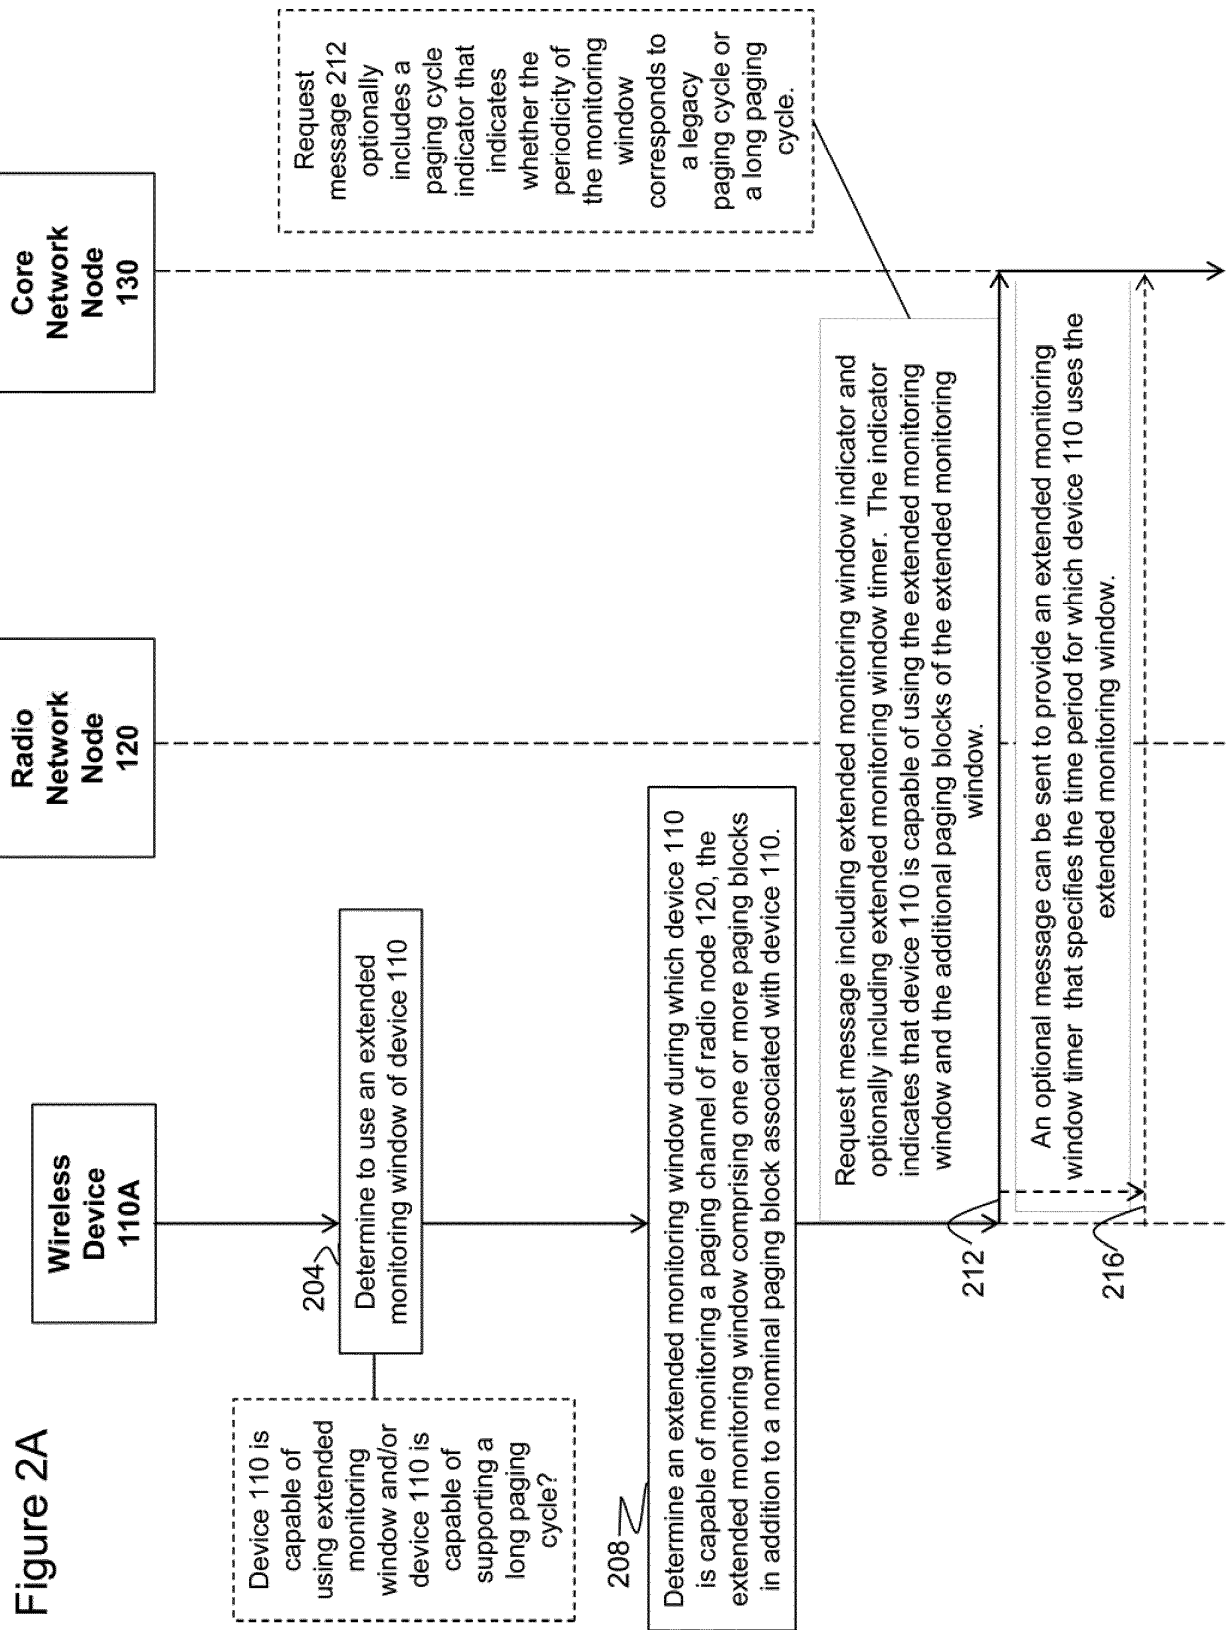 Figure 2A
Wireless
Device
110A
Radio
Network
Node
120
Core
Network
Node
130
204
Determine to use an extended
monitoring window of device 110
Device 110 is
capable of
using extended
monitoring
window and/or
device 110 is
capable of
supporting a
long paging
cycle?
208
Determine an extended monitoring window during which device 110
is capable of monitoring a paging channel of radio node 120, the
extended monitoring window comprising one or more paging blocks
in addition to a nominal paging block associated with device 110.
Request
message 212
optionally
includes a
paging cycle
indicator that
indicates
whether the
periodicity of
the monitoring
window
corresponds to
a legacy
paging cycle or
a long paging
cycle.
Request message including extended monitoring window indicator and
optionally including extended monitoring window timer. The indicator
indicates that device 110 is capable of using the extended monitoring
window and the additional paging blocks of the extended monitoring
window.
212
An optional message can be sent to provide an extended monitoring
window timer that specifies the time period for which device 110 uses the
extended monitoring window.
216